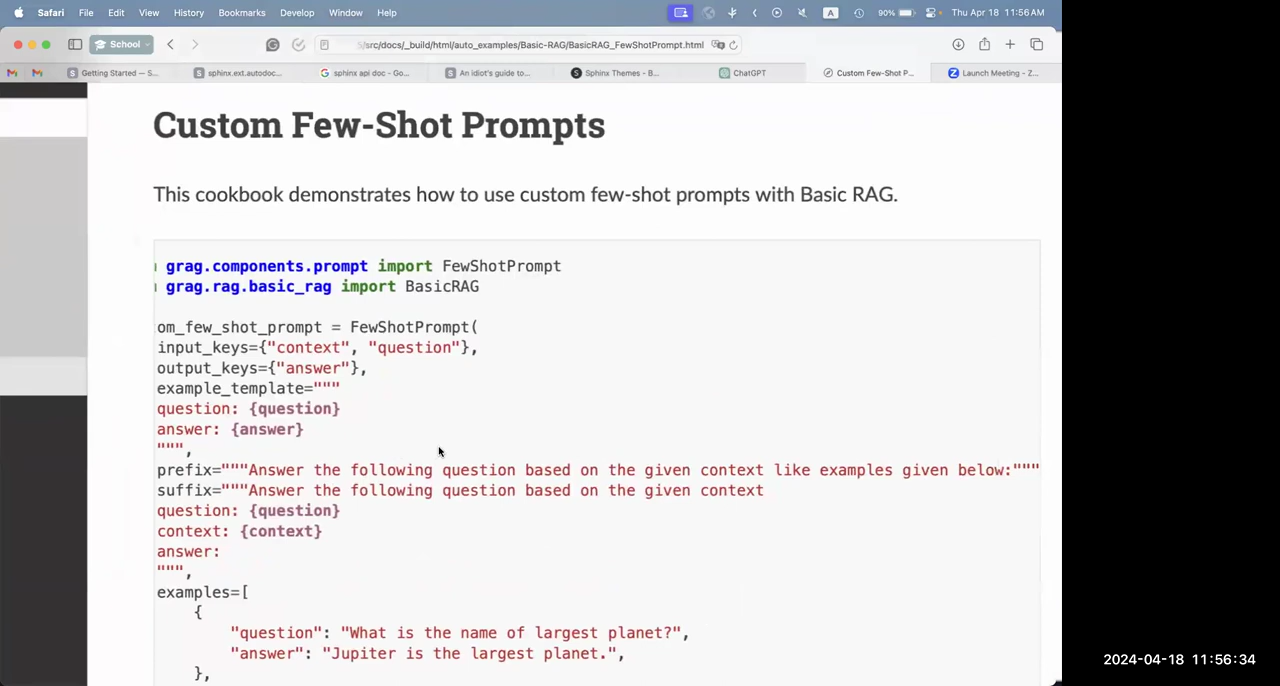 Safari File Edit View History Bookmarks Develop Window Help A 90% Thu Apr 18 11:56 AM
School /src/docs/_build/html/auto_examples/Basic-RAG/BasicRAG_FewShotPrompt.html
Getting Started — S... sphinx.ext.autodoc... sphinx api doc - Go... An idiot's guide to... Sphinx Themes - B... ChatGPT Custom Few-Shot P... Launch Meeting - Z...
Custom Few-Shot Prompts
This cookbook demonstrates how to use custom few-shot prompts with Basic RAG.
grag.components.prompt import FewShotPrompt
grag.rag.basic_rag import BasicRAG
om_few_shot_prompt = FewShotPrompt(
input_keys={"context", "question"},
output_keys={"answer"},
example_template="""
question: {question}
answer: {answer}
""",
prefix="""Answer the following question based on the given context like examples given below:"""
suffix="""Answer the following question based on the given context
question: {question}
context: {context}
answer:
""",
examples=[
{
"question": "What is the name of largest planet?",
"answer": "Jupiter is the largest planet.",
},
2024-04-18 11:56:34